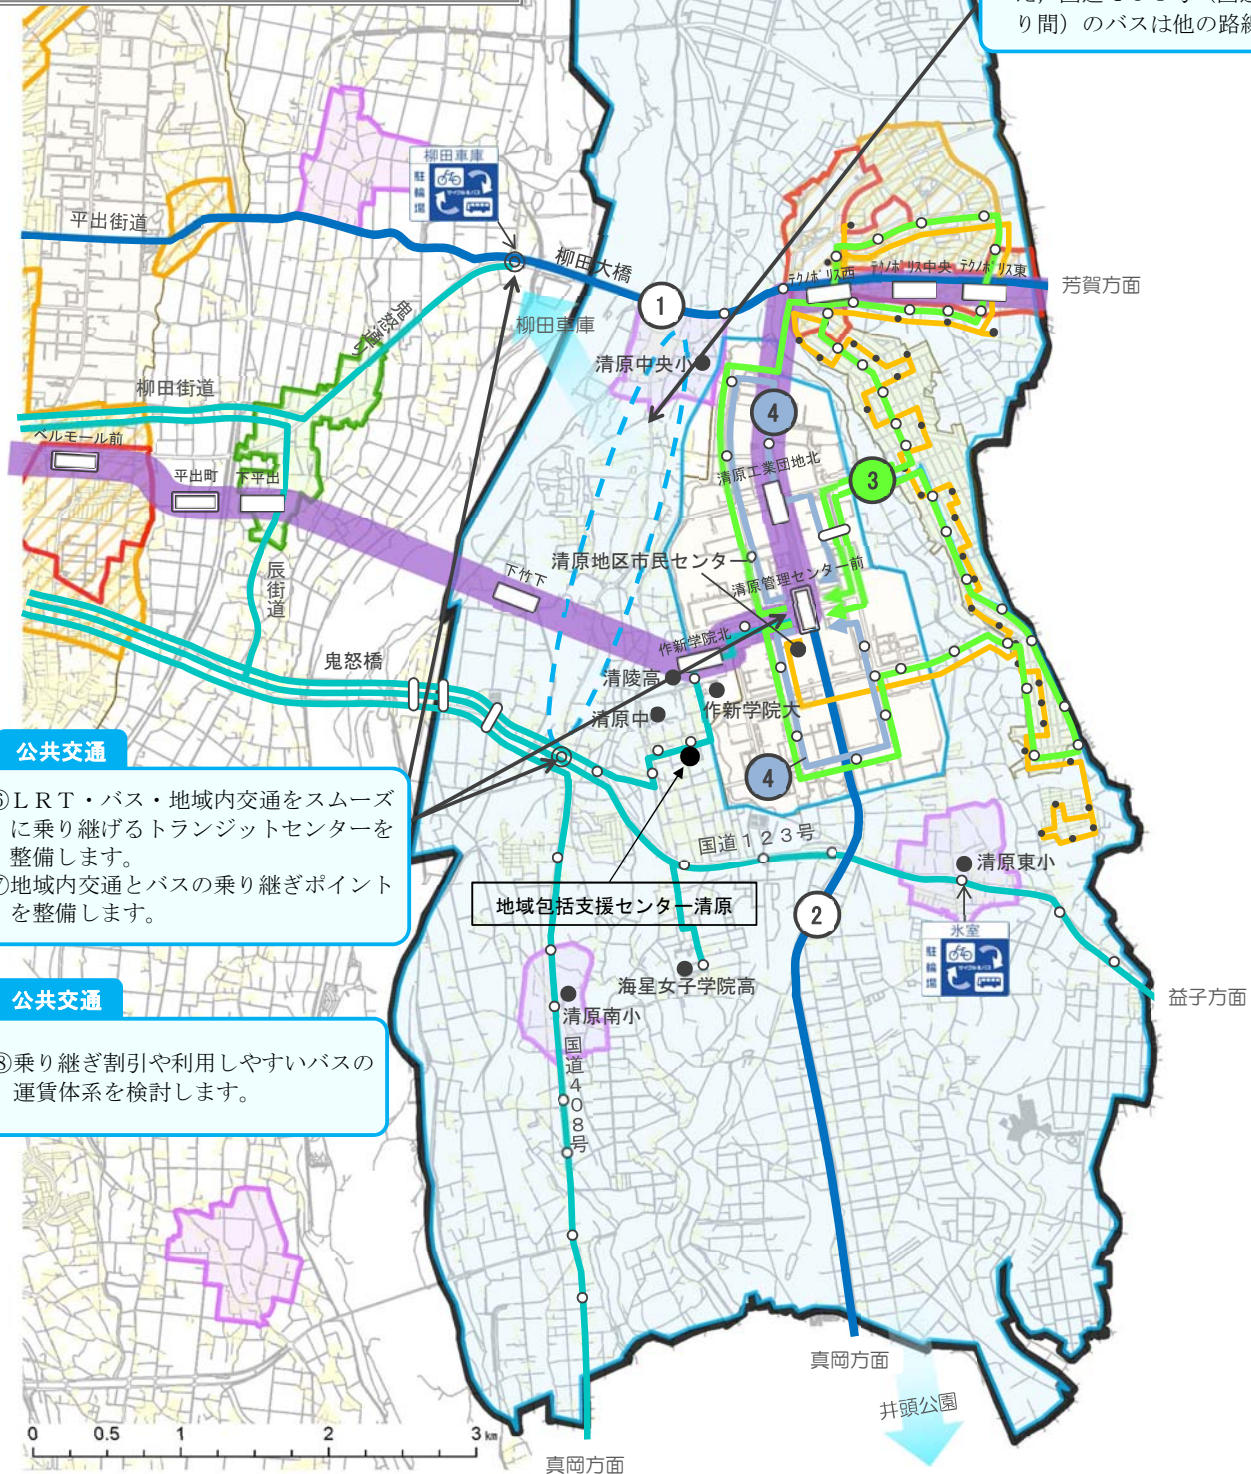 り間）のバスは他の路線
柳田車庫
駐輪場
サイクル&バス
平出街道
柳田大橋
テクノポリス西
テクノポリス中央
テクノポリス東
芳賀方面
1
柳田車庫
鬼怒通り
清原中央小
柳田街道
4
ベルモール前
平出町
下平出
清原工業団地北
3
清原地区市民センター
清原管理センター前
下竹下
辰街道
作新学院北
鬼怒橋
清陵高
清原中
作新学院大
公共交通
⑥ＬＲＴ・バス・地域内交通をスムーズ
に乗り継げるトランジットセンターを
整備します。
⑦地域内交通とバスの乗り継ぎポイント
を整備します。
4
国道１２３号
清原東小
地域包括支援センター清原
2
氷室
駐輪場
サイクル&バス
海星女子学院高
公共交通
清原南小
益子方面
⑧乗り継ぎ割引や利用しやすいバスの
運賃体系を検討します。
国道４０８号
真岡方面
井頭公園
0 0.5 1 2 3 km
真岡方面